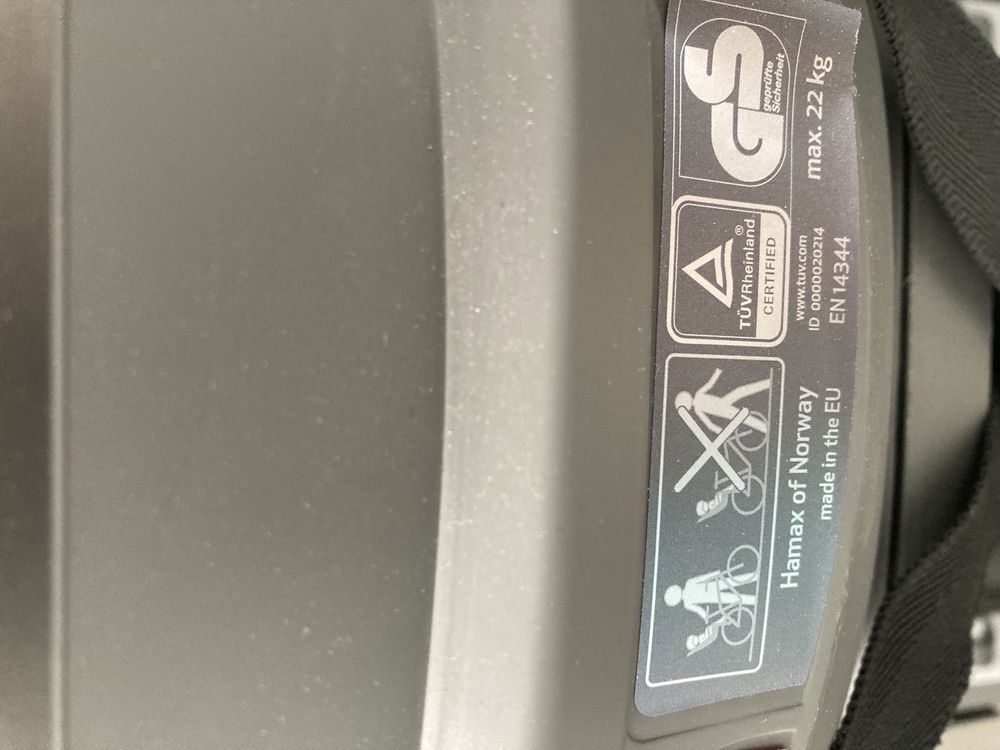 Hamax of Norway
made in the EU
TÜVRheinland®
CERTIFIED
www.tuv.com
ID 0000020214
EN 14344
GS
geprüfte
Sicherheit
max. 22 kg